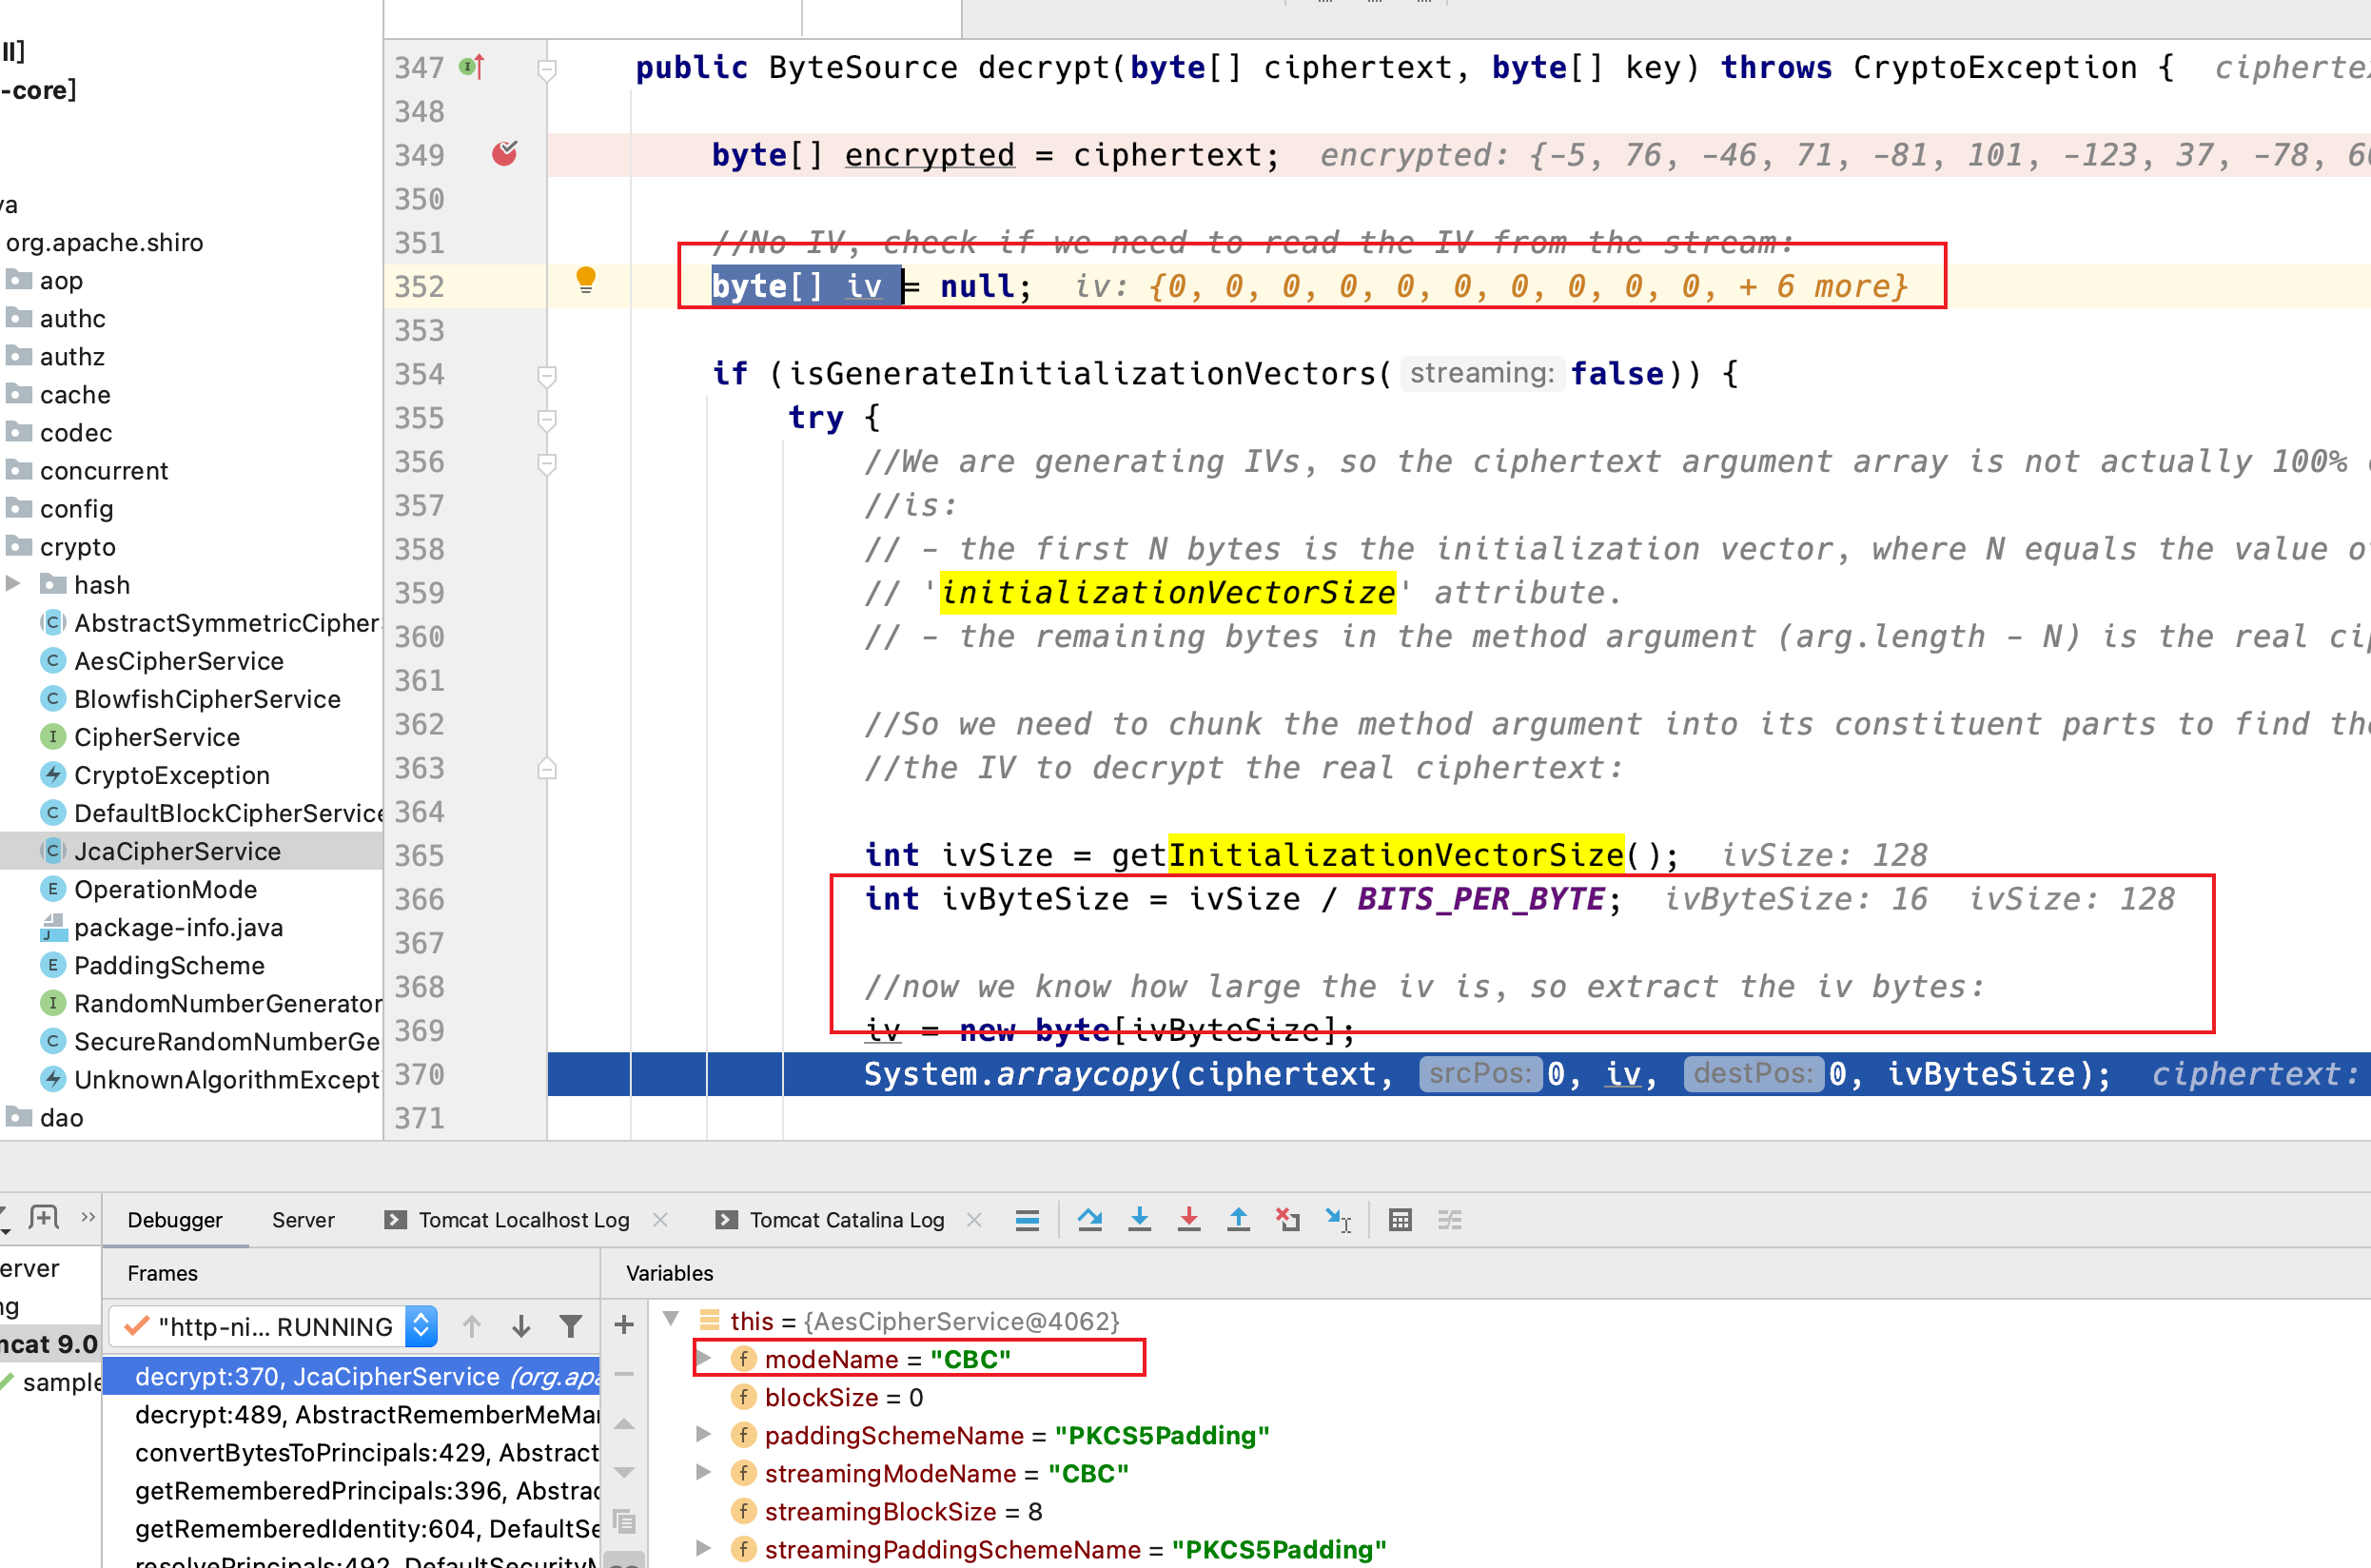 ll]
-core]
va
org.apache.shiro
aop
authc
authz
cache
codec
concurrent
config
crypto
hash
AbstractSymmetricCipher
AesCipherService
BlowfishCipherService
CipherService
CryptoException
DefaultBlockCipherService
JcaCipherService
OperationMode
package-info.java
PaddingScheme
RandomNumberGenerator
SecureRandomNumberGe
UnknownAlgorithmExcept
dao
347 public ByteSource decrypt(byte[] ciphertext, byte[] key) throws CryptoException { ciphertex
348
349 byte[] encrypted = ciphertext; encrypted: {-5, 76, -46, 71, -81, 101, -123, 37, -78, 6
350
351 //No IV, check if we need to read the IV from the stream:
352 byte[] iv = null; iv: {0, 0, 0, 0, 0, 0, 0, 0, 0, 0, + 6 more}
353
354 if (isGenerateInitializationVectors( streaming: false)) {
355 try {
356 //We are generating IVs, so the ciphertext argument array is not actually 100%
357 //is:
358 // - the first N bytes is the initialization vector, where N equals the value o
359 // 'initializationVectorSize' attribute.
360 // - the remaining bytes in the method argument (arg.length - N) is the real cip
361
362 //So we need to chunk the method argument into its constituent parts to find the
363 //the IV to decrypt the real ciphertext:
364
365 int ivSize = getInitializationVectorSize(); ivSize: 128
366 int ivByteSize = ivSize / BITS_PER_BYTE; ivByteSize: 16 ivSize: 128
367
368 //now we know how large the iv is, so extract the iv bytes:
369 iv = new byte[ivByteSize];
370 System.arraycopy(ciphertext, srcPos: 0, iv, destPos: 0, ivByteSize); ciphertext:
371
Debugger Server Tomcat Localhost Log Tomcat Catalina Log
erver
ng
mcat 9.0
sample
Frames
"http-ni... RUNNING
decrypt:370, JcaCipherService (org.apa
decrypt:489, AbstractRememberMeMa
convertBytesToPrincipals:429, Abstract
getRememberedPrincipals:396, Abstrac
getRememberedIdentity:604, DefaultSe
resolvePrincipals:492, DefaultSecurityM
Variables
this = {AesCipherService@4062}
modeName = "CBC"
blockSize = 0
paddingSchemeName = "PKCS5Padding"
streamingModeName = "CBC"
streamingBlockSize = 8
streamingPaddingSchemeName = "PKCS5Padding"